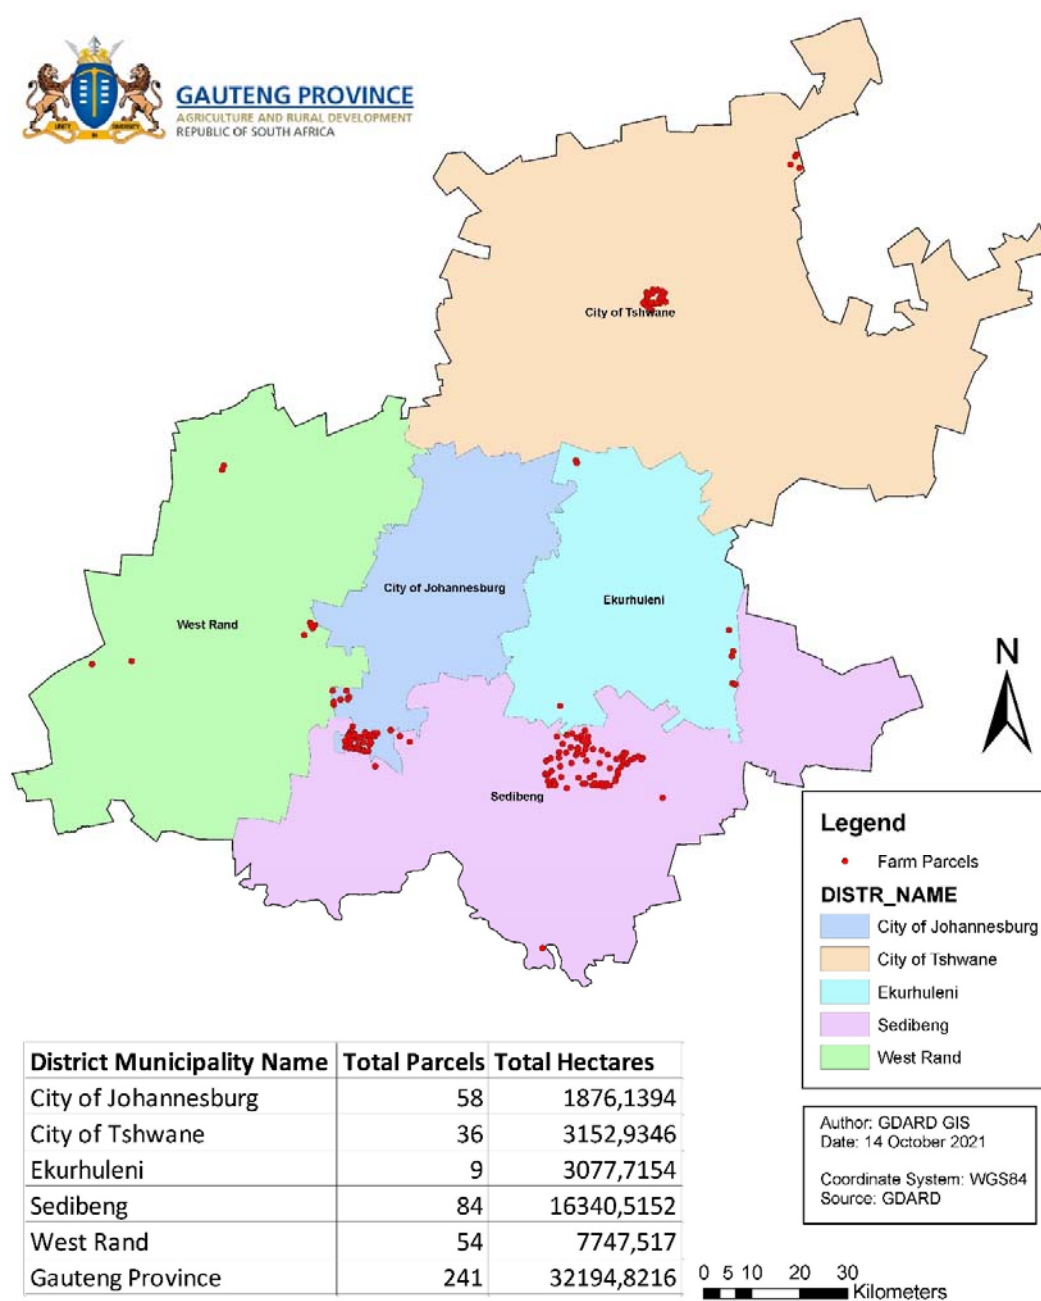 GAUTENG PROVINCE
AGRICULTURE AND RURAL DEVELOPMENT
REPUBLIC OF SOUTH AFRICA
UNITY IN DIVERSITY
City of Tshwane
City of Johannesburg
Ekurhuleni
West Rand
Sedibeng
N
Legend
Farm Parcels
DISTR_NAME
City of Johannesburg
City of Tshwane
Ekurhuleni
Sedibeng
West Rand
District Municipality Name Total Parcels Total Hectares
City of Johannesburg 58 1876,1394
City of Tshwane 36 3152,9346
Ekurhuleni 9 3077,7154
Sedibeng 84 16340,5152
West Rand 54 7747,517
Gauteng Province 241 32194,8216
Author: GDARD GIS
Date: 14 October 2021
Coordinate System: WGS84
Source: GDARD
0 5 10 20 30
Kilometers